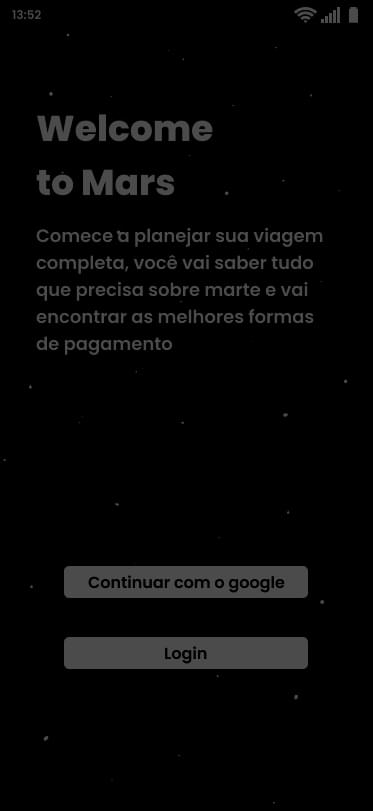 13:52
Welcome
to Mars
Comece a planejar sua viagem
completa, você vai saber tudo
que precisa sobre marte e vai
encontrar as melhores formas
de pagamento
Continuar com o google
Login